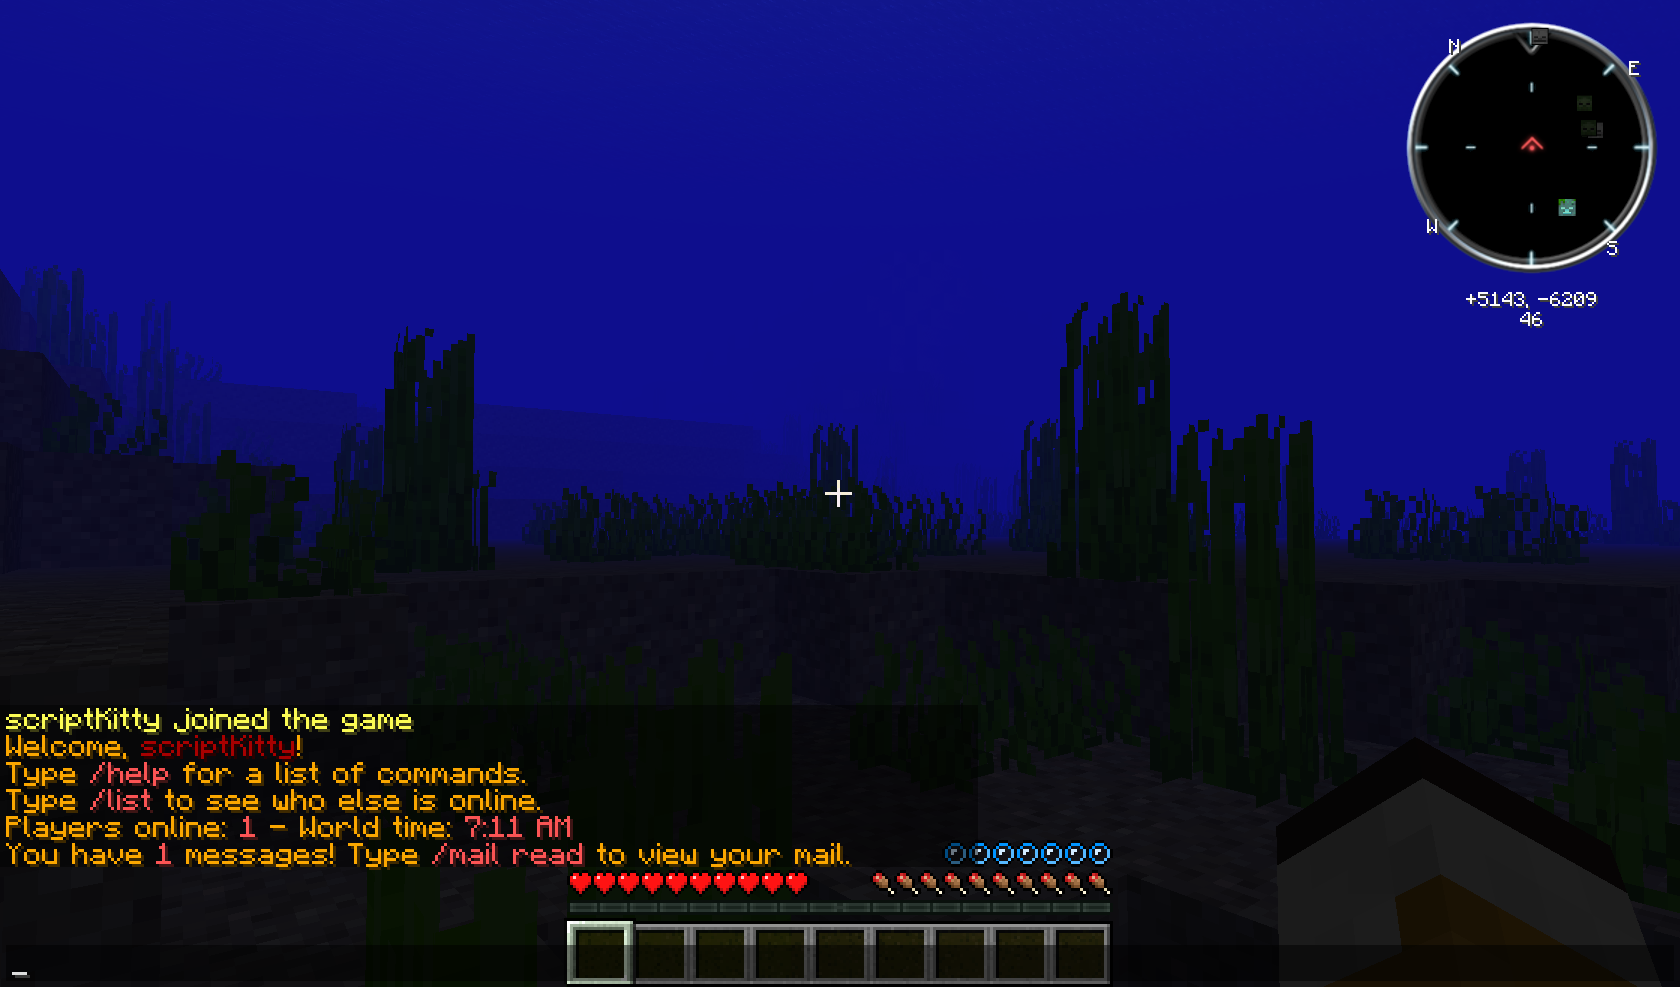 N
E
W
S
+5143, -6209
46
scriptKitty joined the game
Welcome, scriptKitty!
Type /help for a list of commands.
Type /list to see who else is online.
Players online: 1 - World time: 7:11 AM
You have 1 messages! Type /mail read to view your mail.
_